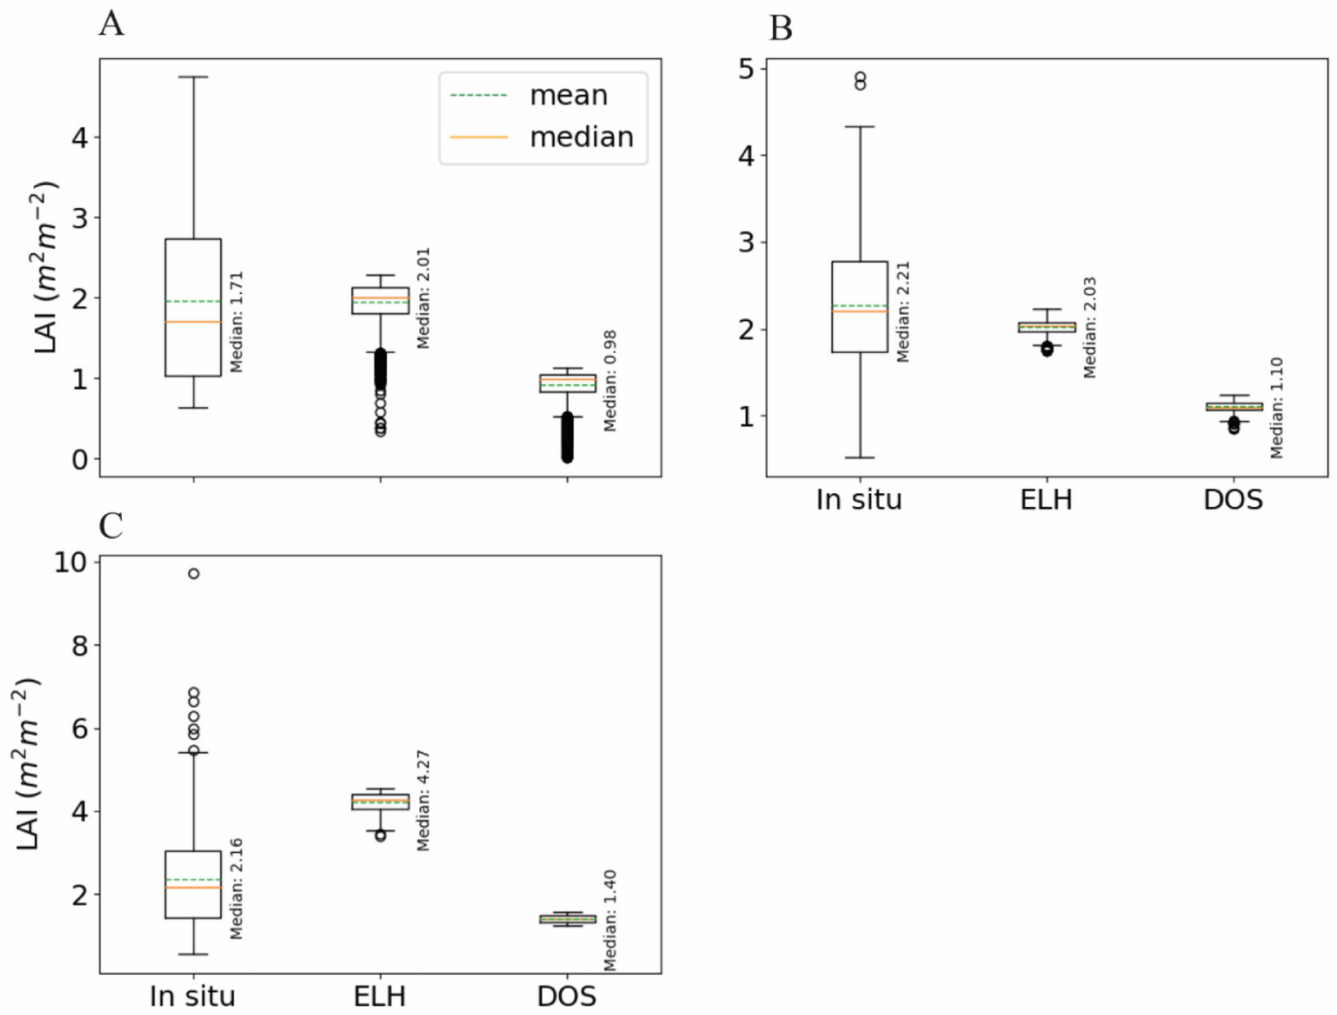 A
LAI (m²m⁻²)
4
3
2
1
0
mean
median
Median: 1.71
Median: 2.01
Median: 0.98
B
5
4
3
2
1
Median: 2.21
Median: 2.03
Median: 1.10
In situ
ELH
DOS
C
LAI (m²m⁻²)
10
8
6
4
2
Median: 2.16
Median: 4.27
Median: 1.40
In situ
ELH
DOS